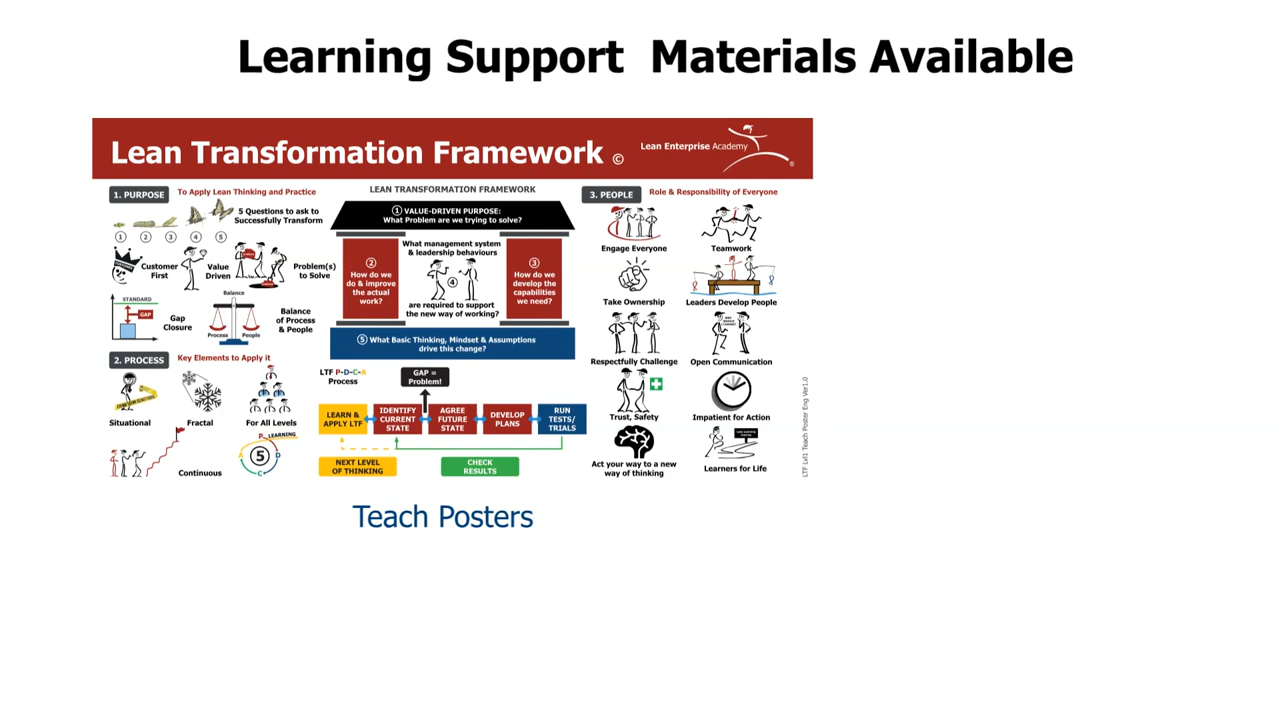 Learning Support Materials Available
Lean Transformation Framework ©
Lean Enterprise Academy
®
1. PURPOSE
To Apply Lean Thinking and Practice
5 Questions to ask to
Successfully Transform
1 2 3 4 5
Customer
First
Value
Driven
Problem(s)
to Solve
STANDARD
GAP
Gap
Closure
Balance
Process People
Balance
of Process
& People
2. PROCESS
Key Elements to Apply it
Situational
Fractal
For All Levels
Continuous
P LEARNING
A D
5
C
LEAN TRANSFORMATION FRAMEWORK
1 VALUE-DRIVEN PURPOSE:
What Problem are we trying to solve?
2
How do we
do & improve
the actual
work?
What management system
& leadership behaviours
4
are required to support
the new way of working?
3
How do we
develop the
capabilities
we need?
5 What Basic Thinking, Mindset & Assumptions
drive this change?
LTF P-D-C-A
Process
GAP =
Problem!
LEARN &
APPLY LTF
IDENTIFY
CURRENT
STATE
AGREE
FUTURE
STATE
DEVELOP
PLANS
RUN
TESTS/
TRIALS
NEXT LEVEL
OF THINKING
CHECK
RESULTS
3. PEOPLE
Role & Responsibility of Everyone
Engage Everyone
Teamwork
Take Ownership
Leaders Develop People
Respectfully Challenge
Open Communication
Trust, Safety
Impatient for Action
Act your way to a new
way of thinking
Learners for Life
LTF Lvl1 Teach Poster Eng Ver1.0
Teach Posters